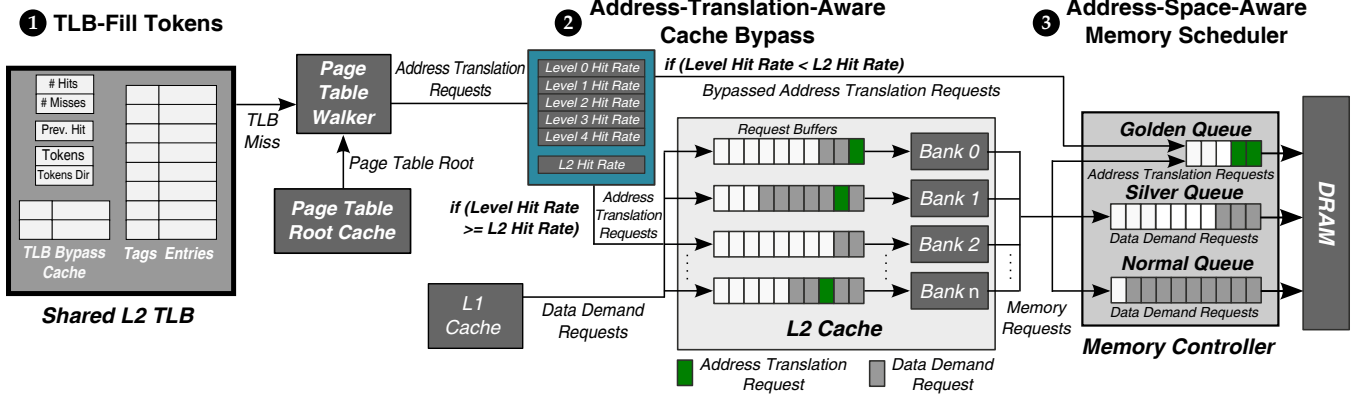 1 TLB-Fill Tokens
# Hits
# Misses
Prev. Hit
Tokens
Tokens Dir
TLB Bypass
Cache
Tags Entries
Shared L2 TLB
TLB
Miss
Page
Table
Walker
Page Table Root
Page Table
Root Cache
Address Translation
Requests
2 Address-Translation-Aware
Cache Bypass
Level 0 Hit Rate
Level 1 Hit Rate
Level 2 Hit Rate
Level 3 Hit Rate
Level 4 Hit Rate
L2 Hit Rate
if (Level Hit Rate < L2 Hit Rate)
Bypassed Address Translation Requests
if (Level Hit Rate
>= L2 Hit Rate)
Address
Translation
Requests
L1
Cache
Data Demand
Requests
Request Buffers
Bank 0
Bank 1
Bank 2
Bank n
L2 Cache
Address Translation
Request
Data Demand
Request
Memory
Requests
3 Address-Space-Aware
Memory Scheduler
Golden Queue
Address Translation Requests
Silver Queue
Data Demand Requests
Normal Queue
Data Demand Requests
Memory Controller
DRAM